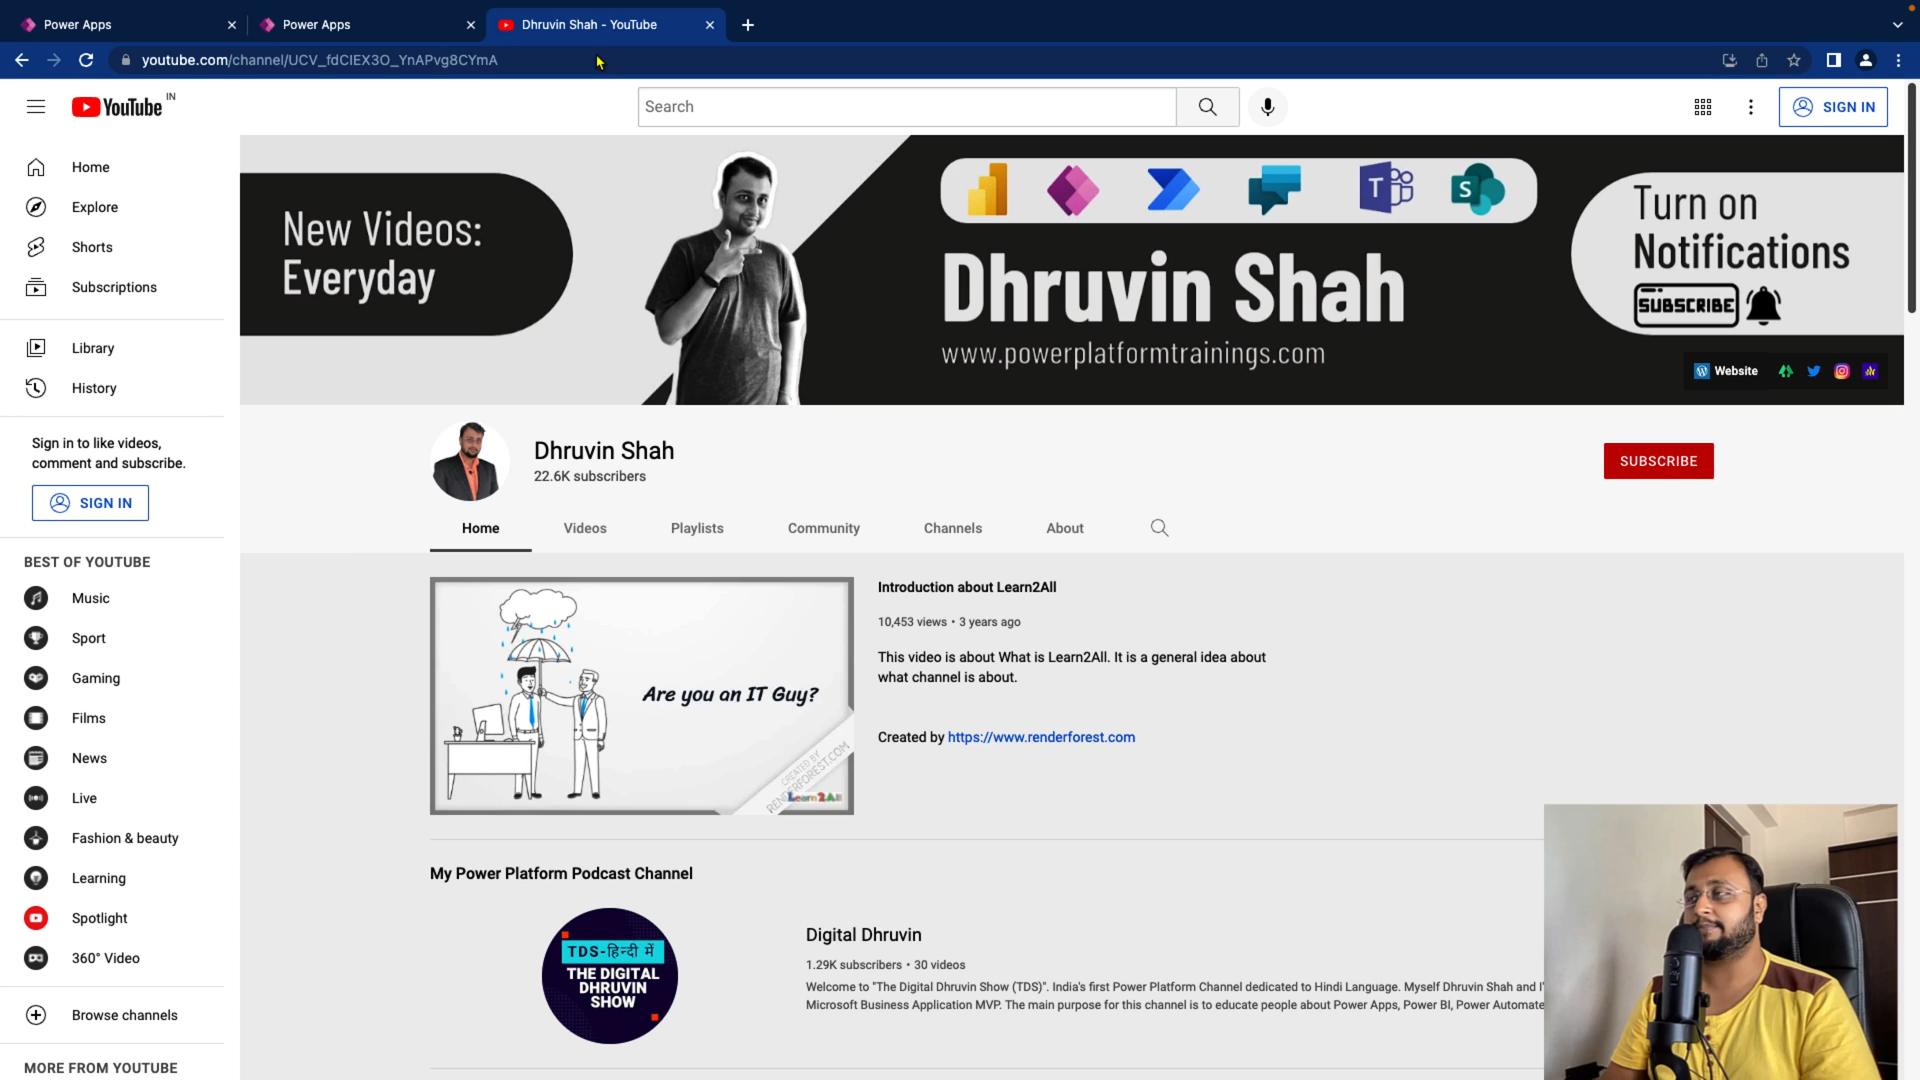 Power Apps
Power Apps
Dhruvin Shah - YouTube
youtube.com/channel/UCV_fdCIEX3O_YnAPvg8CYmA
YouTube IN
Search
SIGN IN
Home
Explore
Shorts
Subscriptions
Library
History
Sign in to like videos,
comment and subscribe.
SIGN IN
BEST OF YOUTUBE
Music
Sport
Gaming
Films
News
Live
Fashion & beauty
Learning
Spotlight
360° Video
Browse channels
MORE FROM YOUTUBE
New Videos:
Everyday
Dhruvin Shah
www.powerplatformtrainings.com
Turn on
Notifications
SUBSCRIBE
Website
Dhruvin Shah
22.6K subscribers
SUBSCRIBE
Home
Videos
Playlists
Community
Channels
About
Are you an IT Guy?
CREATED BY
RENDERFOREST.COM
Learn2All
Introduction about Learn2All
10,453 views • 3 years ago
This video is about What is Learn2All. It is a general idea about
what channel is about.
Created by https://www.renderforest.com
My Power Platform Podcast Channel
TDS-हिन्दी में
THE DIGITAL
DHRUVIN
SHOW
Digital Dhruvin
1.29K subscribers • 30 videos
Welcome to "The Digital Dhruvin Show (TDS)". India's first Power Platform Channel dedicated to Hindi Language. Myself Dhruvin Shah and I'
Microsoft Business Application MVP. The main purpose for this channel is to educate people about Power Apps, Power BI, Power Automate